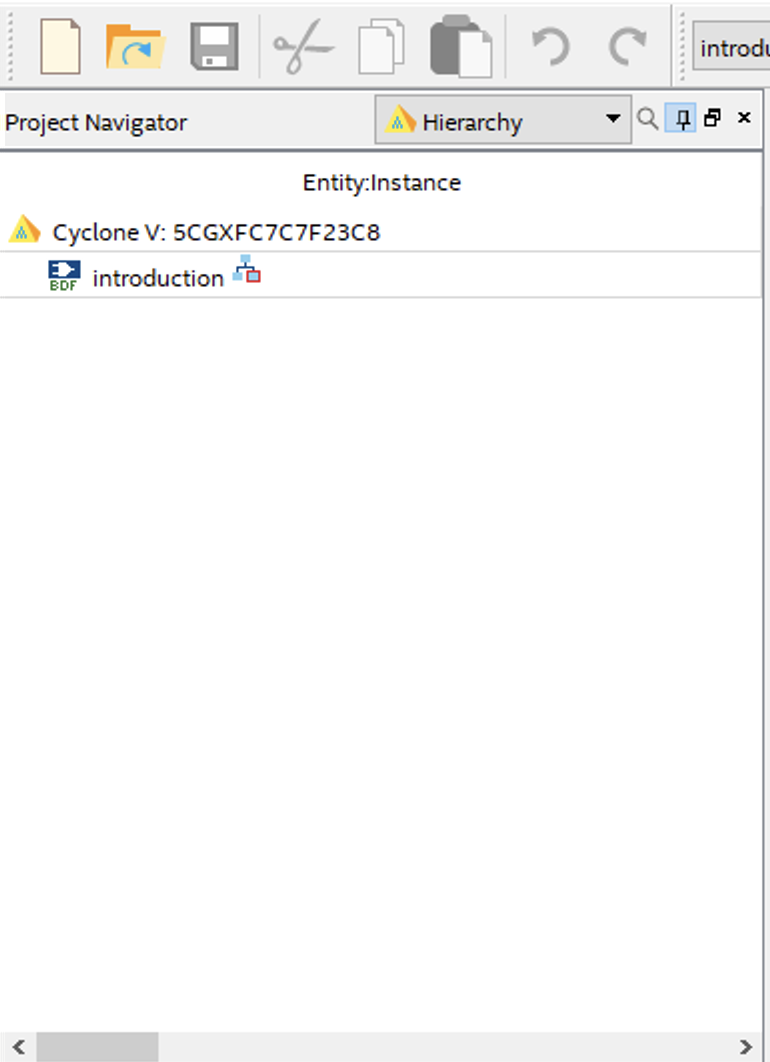 introdu
Project Navigator
Hierarchy
Entity:Instance
Cyclone V: 5CGXFC7C7F23C8
BDF introduction